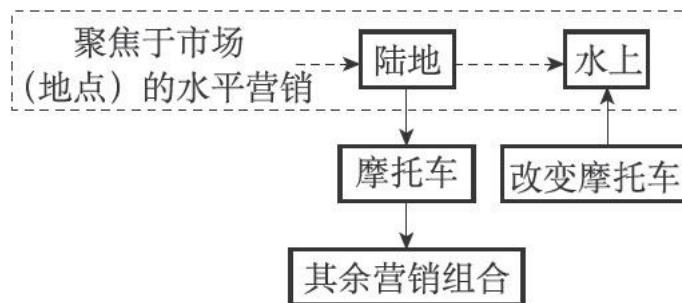 聚焦于市场
（地点）的水平营销
陆地
水上
摩托车
改变摩托车
其余营销组合